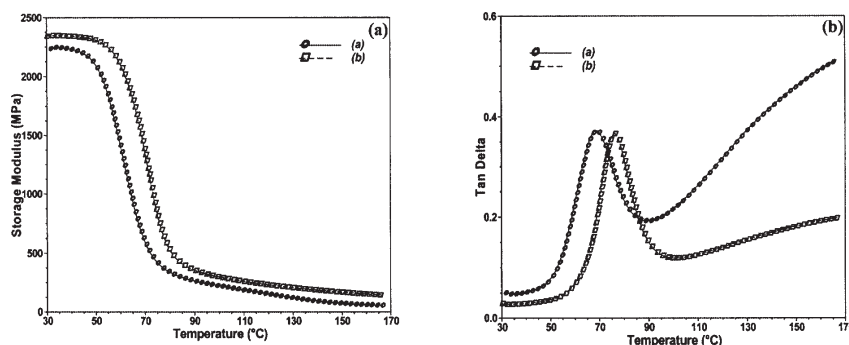 (a)
(a)
(b)
2500
2000
1500
1000
500
0
30 50 70 90 110 130 150 170
Storage Modulus (MPa)
Temperature (°C)
(b)
(a)
(b)
0.6
0.4
0.2
0.0
30 50 70 90 110 130 150 170
Tan Delta
Temperature (°C)